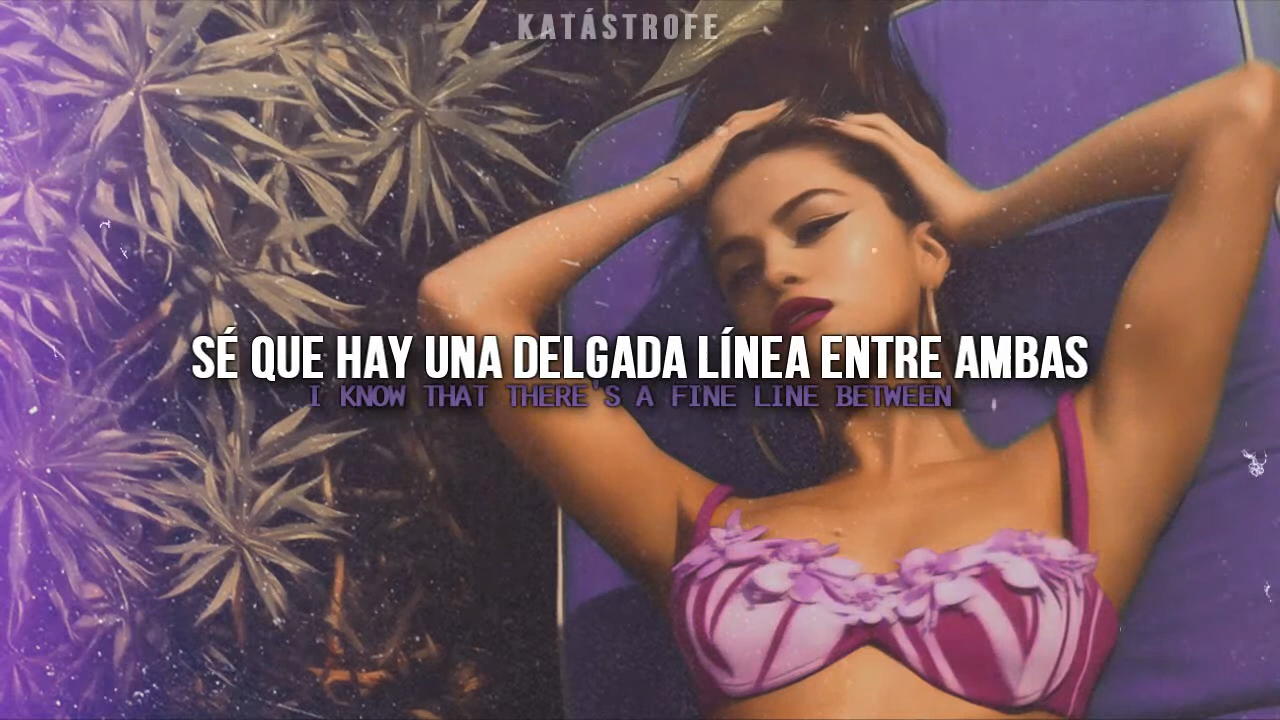 KATÁSTROFE
SÉ QUE HAY UNA DELGADA LÍNEA ENTRE AMBAS
I KNOW THAT THERE'S A FINE LINE BETWEEN